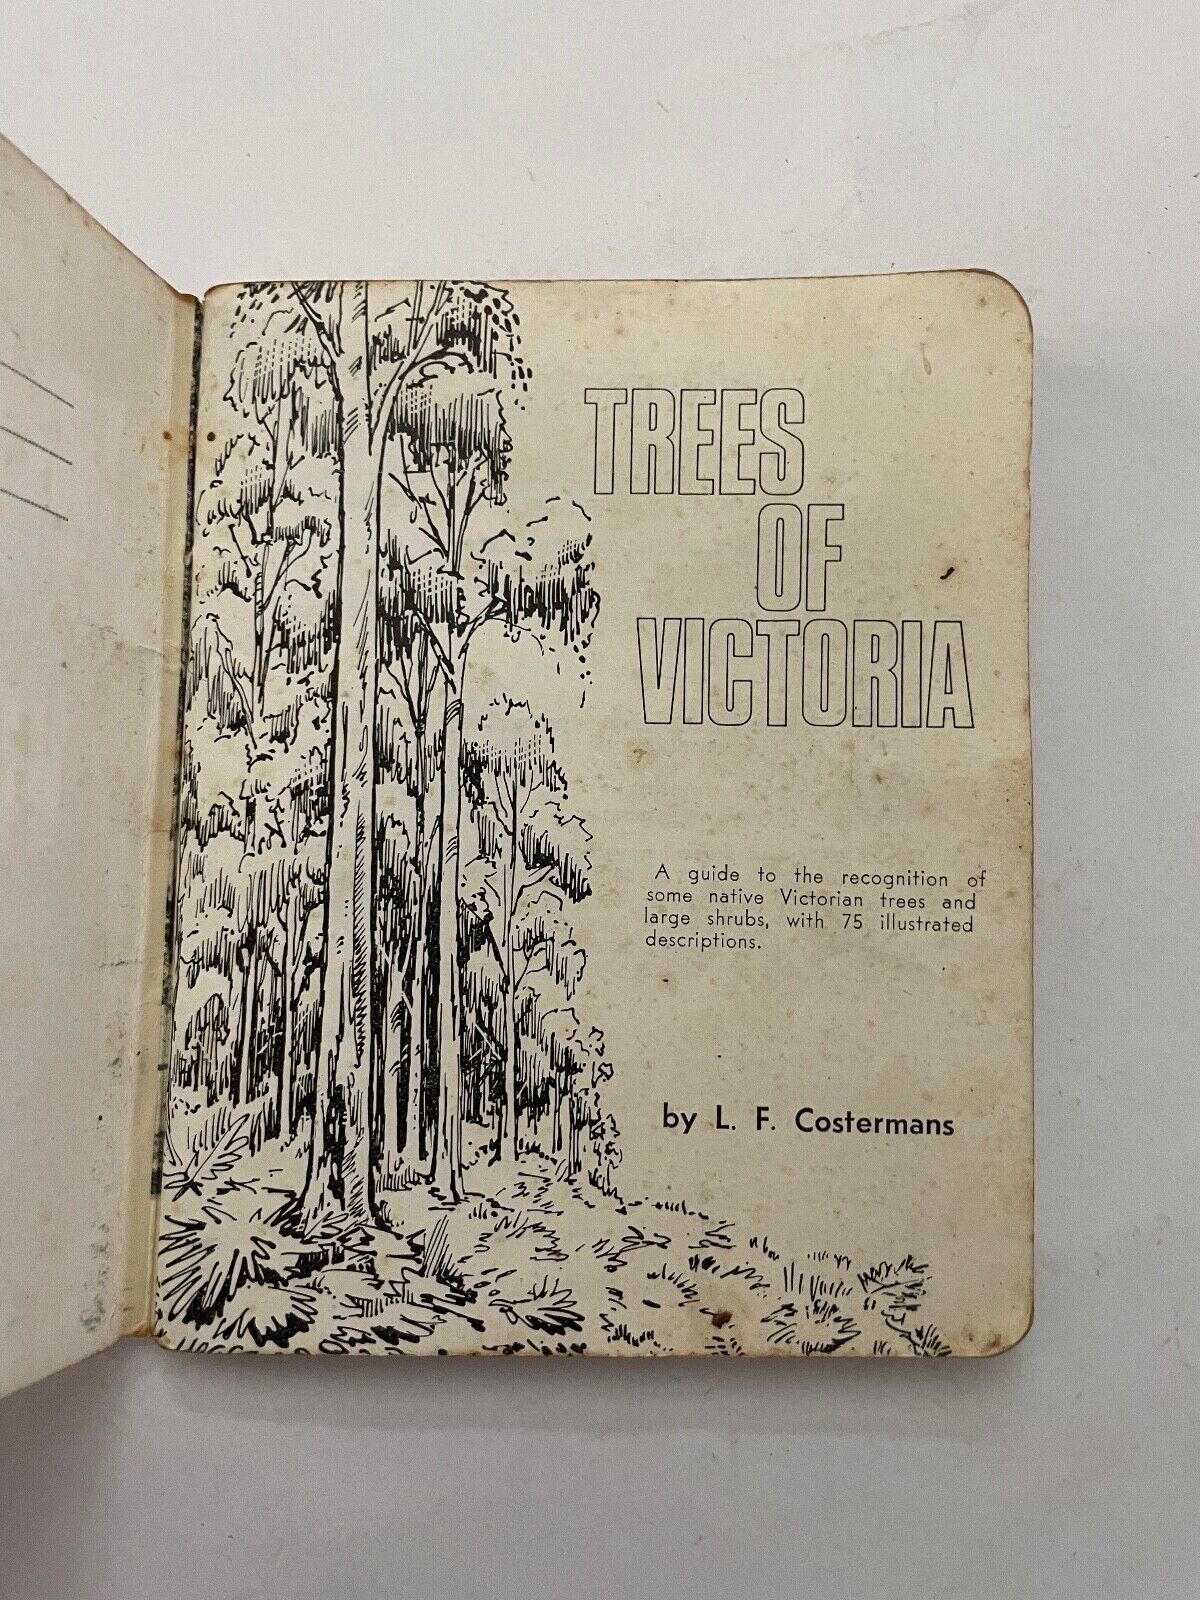 TREES
OF
VICTORIA
A guide to the recognition of
some native Victorian trees and
large shrubs, with 75 illustrated
descriptions.
by L. F. Costermans